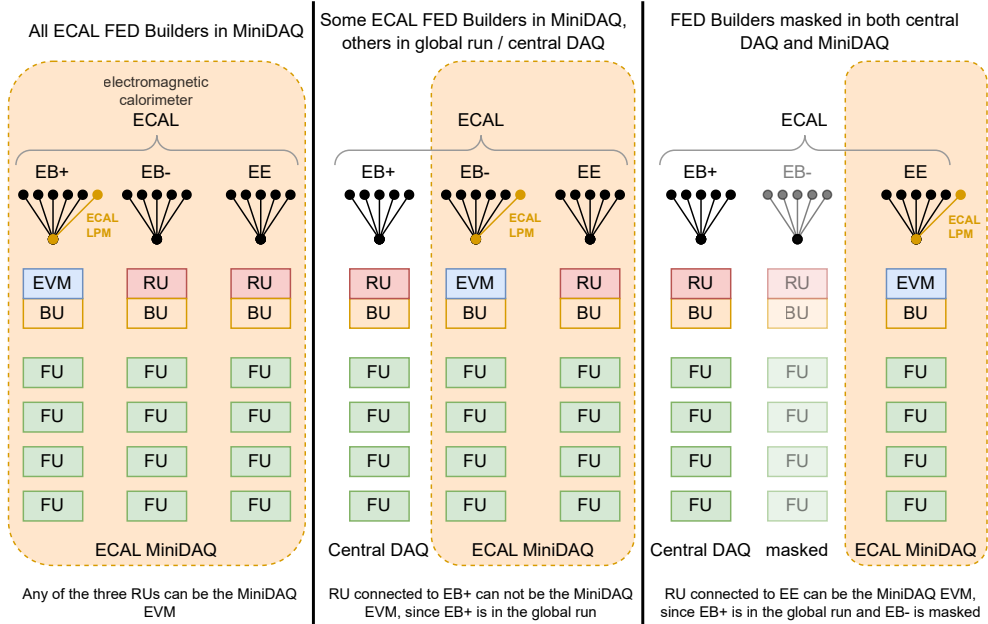 All ECAL FED Builders in MiniDAQ
electromagnetic
calorimeter
ECAL
EB+
EB-
EE
ECAL
LPM
EVM
RU
RU
BU
BU
BU
FU
FU
FU
FU
FU
FU
FU
FU
FU
FU
FU
FU
ECAL MiniDAQ
Any of the three RUs can be the MiniDAQ
EVM
Some ECAL FED Builders in MiniDAQ,
others in global run / central DAQ
ECAL
EB+
EB-
EE
ECAL
LPM
RU
EVM
RU
BU
BU
BU
FU
FU
FU
FU
FU
FU
FU
FU
FU
FU
FU
FU
Central DAQ
ECAL MiniDAQ
RU connected to EB+ can not be the MiniDAQ
EVM, since EB+ is in the global run
FED Builders masked in both central
DAQ and MiniDAQ
ECAL
EB+
EB-
EE
ECAL
LPM
RU
RU
EVM
BU
BU
BU
FU
FU
FU
FU
FU
FU
FU
FU
FU
FU
FU
FU
Central DAQ
masked
ECAL MiniDAQ
RU connected to EE can be the MiniDAQ EVM,
since EB+ is in the global run and EB- is masked